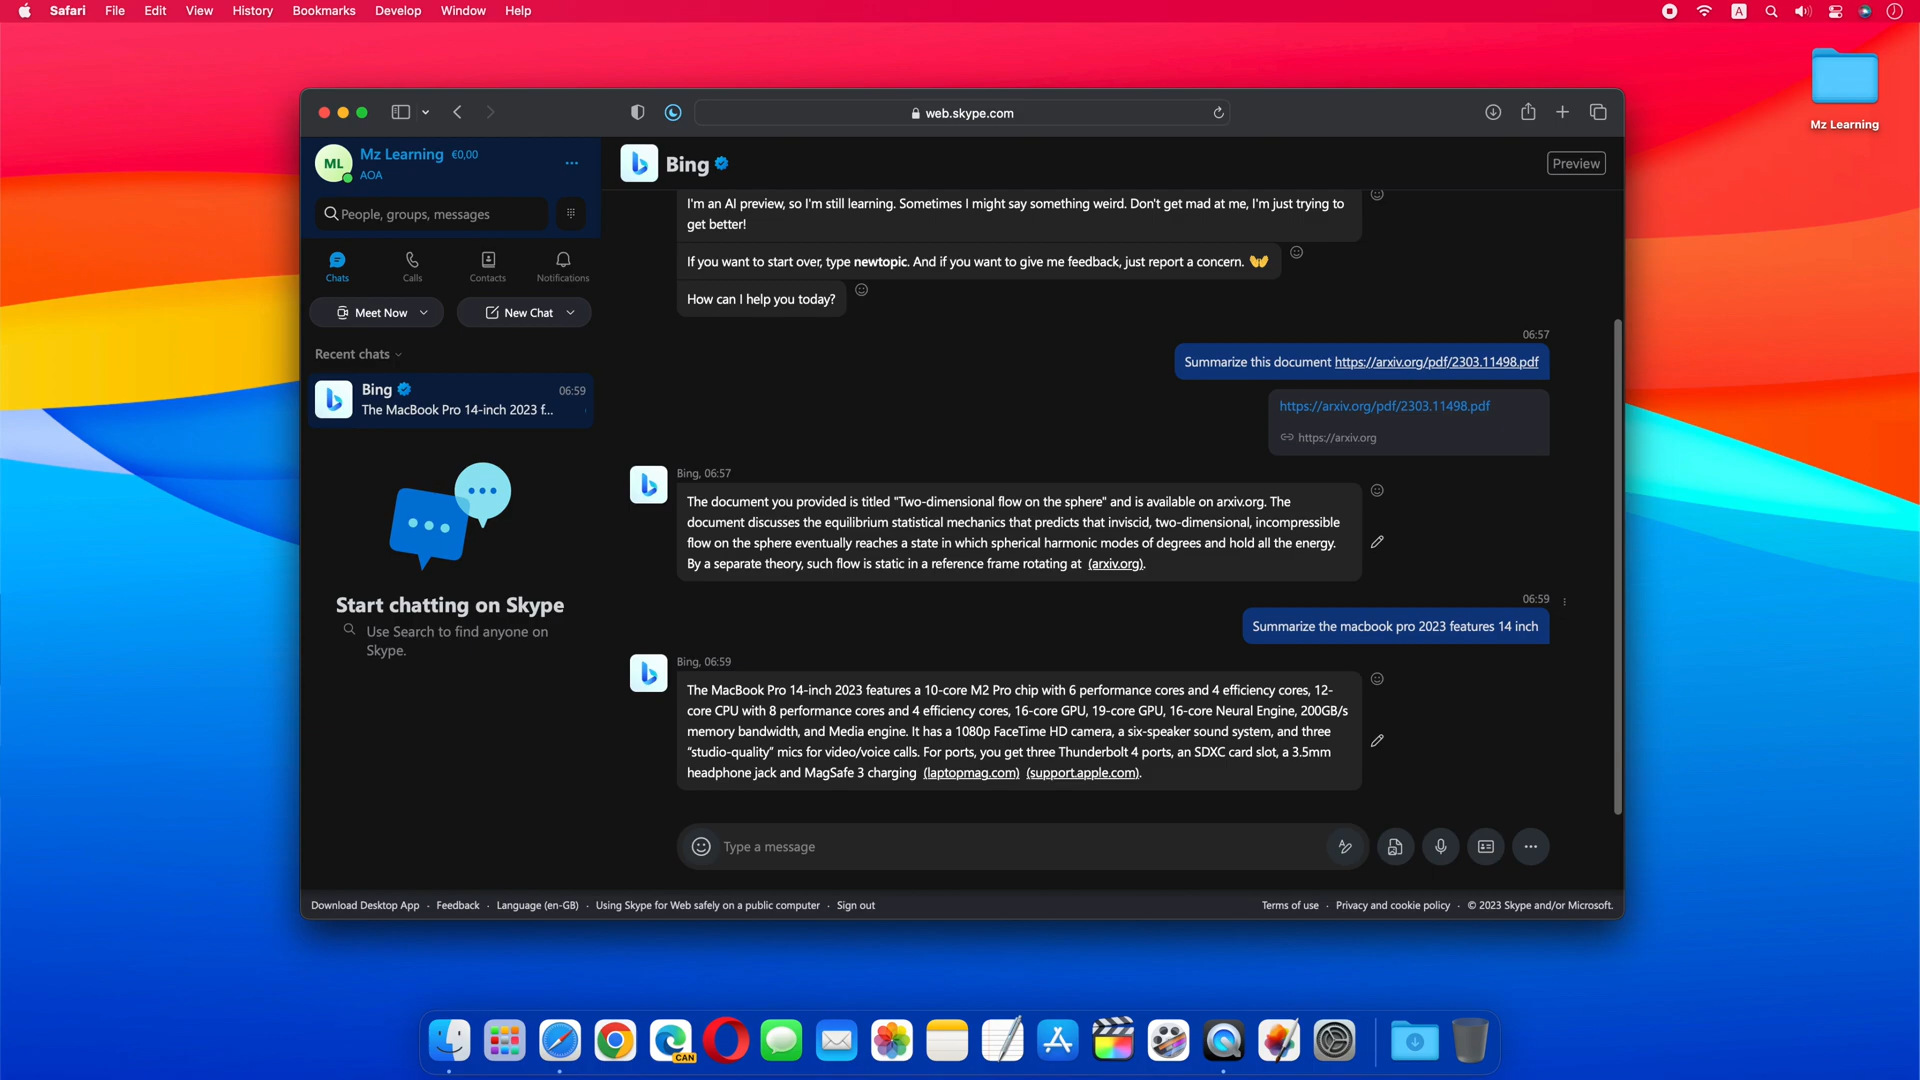 Safari File Edit View History Bookmarks Develop Window Help
A
Mz Learning
web.skype.com
ML
Mz Learning €0,00
AOA
People, groups, messages
Chats
Calls
Contacts
Notifications
Meet Now
New Chat
Recent chats
Bing
06:59
The MacBook Pro 14-inch 2023 f...
Start chatting on Skype
Use Search to find anyone on
Skype.
Bing
Preview
I'm an AI preview, so I'm still learning. Sometimes I might say something weird. Don't get mad at me, I'm just trying to
get better!
If you want to start over, type newtopic. And if you want to give me feedback, just report a concern.
How can I help you today?
06:57
Summarize this document https://arxiv.org/pdf/2303.11498.pdf
https://arxiv.org/pdf/2303.11498.pdf
https://arxiv.org
Bing, 06:57
The document you provided is titled "Two-dimensional flow on the sphere" and is available on arxiv.org. The
document discusses the equilibrium statistical mechanics that predicts that inviscid, two-dimensional, incompressible
flow on the sphere eventually reaches a state in which spherical harmonic modes of degrees and hold all the energy.
By a separate theory, such flow is static in a reference frame rotating at (arxiv.org).
06:59
Summarize the macbook pro 2023 features 14 inch
Bing, 06:59
The MacBook Pro 14-inch 2023 features a 10-core M2 Pro chip with 6 performance cores and 4 efficiency cores, 12-
core CPU with 8 performance cores and 4 efficiency cores, 16-core GPU, 19-core GPU, 16-core Neural Engine, 200GB/s
memory bandwidth, and Media engine. It has a 1080p FaceTime HD camera, a six-speaker sound system, and three
"studio-quality" mics for video/voice calls. For ports, you get three Thunderbolt 4 ports, an SDXC card slot, a 3.5mm
headphone jack and MagSafe 3 charging (laptopmag.com) (support.apple.com).
Type a message
Download Desktop App · Feedback · Language (en-GB) · Using Skype for Web safely on a public computer · Sign out
Terms of use · Privacy and cookie policy · © 2023 Skype and/or Microsoft.
CAN